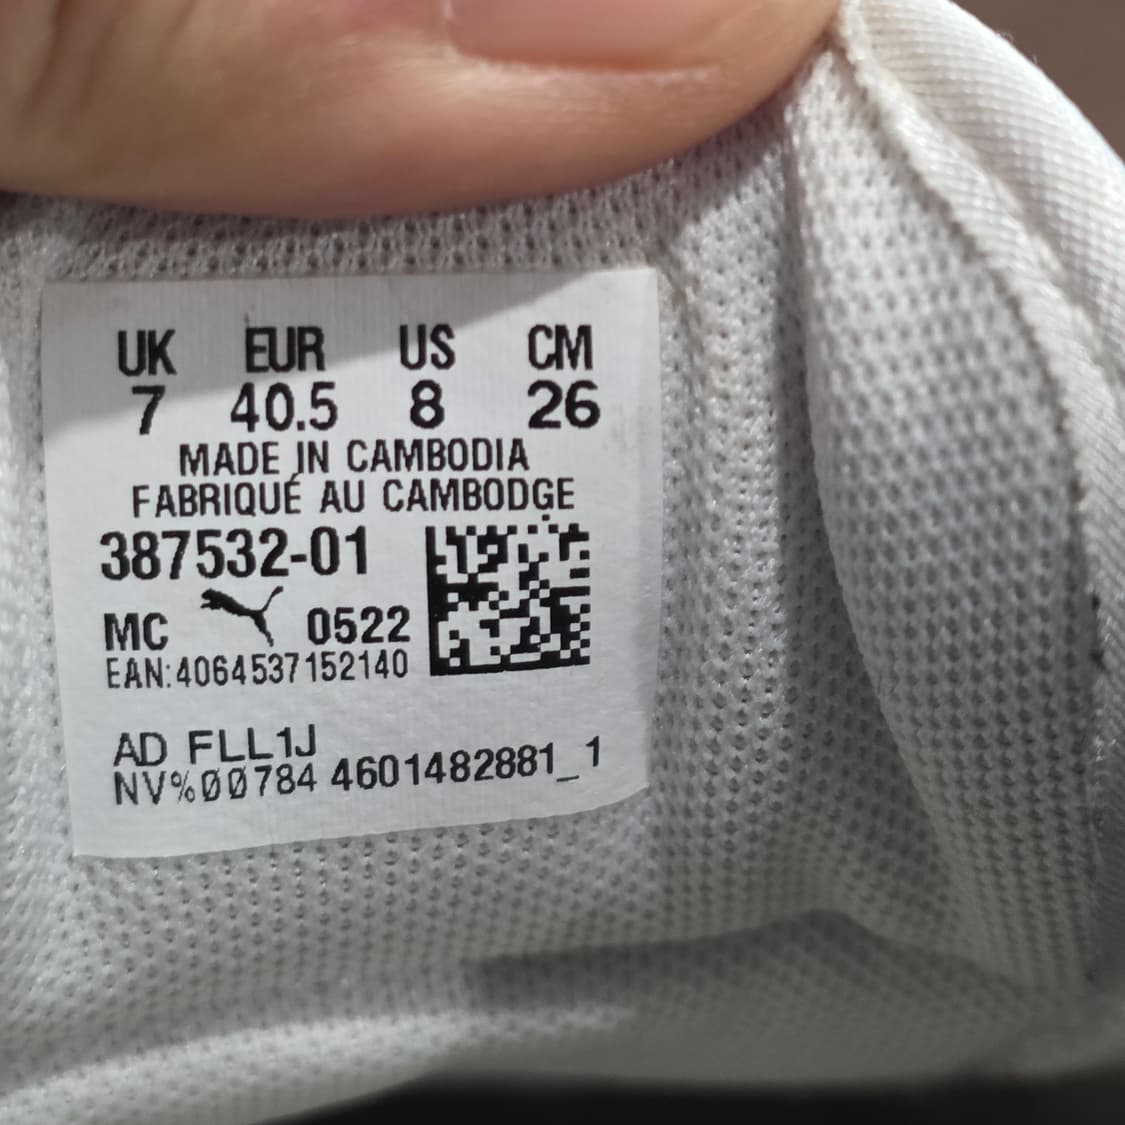 UK EUR US CM
7 40.5 8 26
MADE IN CAMBODIA
FABRIQUÉ AU CAMBODGE
387532-01
MC 0522
EAN:4064537152140
AD FLL1J
NV%ØØ784 4601482881_1